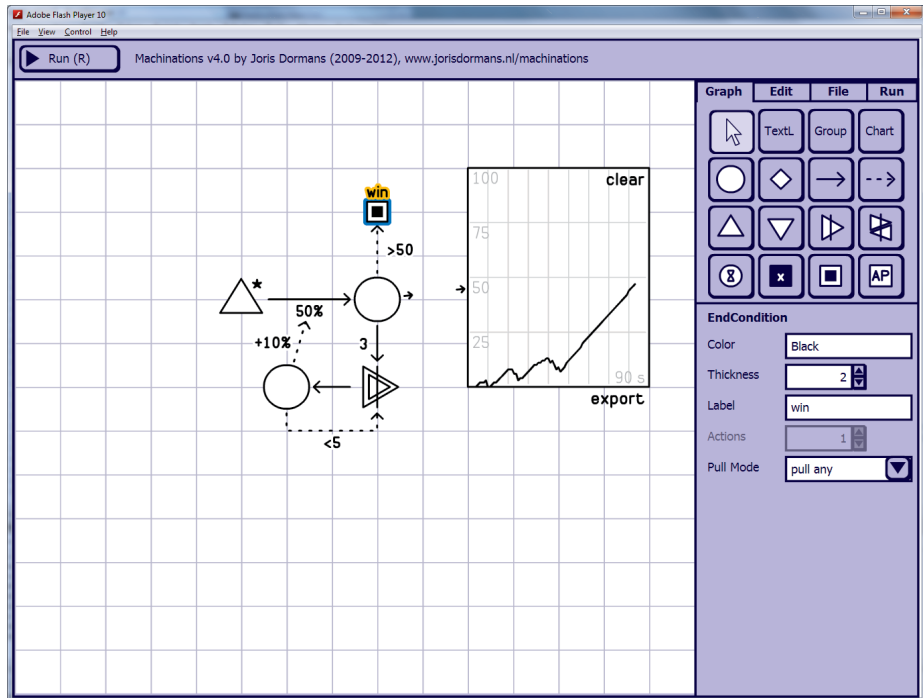 Adobe Flash Player 10
File View Control Help
Run (R)
Machinations v4.0 by Joris Dormans (2009-2012), www.jorisdormans.nl/machinations
Graph Edit File Run
TextL Group Chart
x AP
EndCondition
Color Black
Thickness 2
Label win
Actions 1
Pull Mode pull any
win
>50
*
50%
+10%
3
<5
100 clear
75
50
25
90 s
export